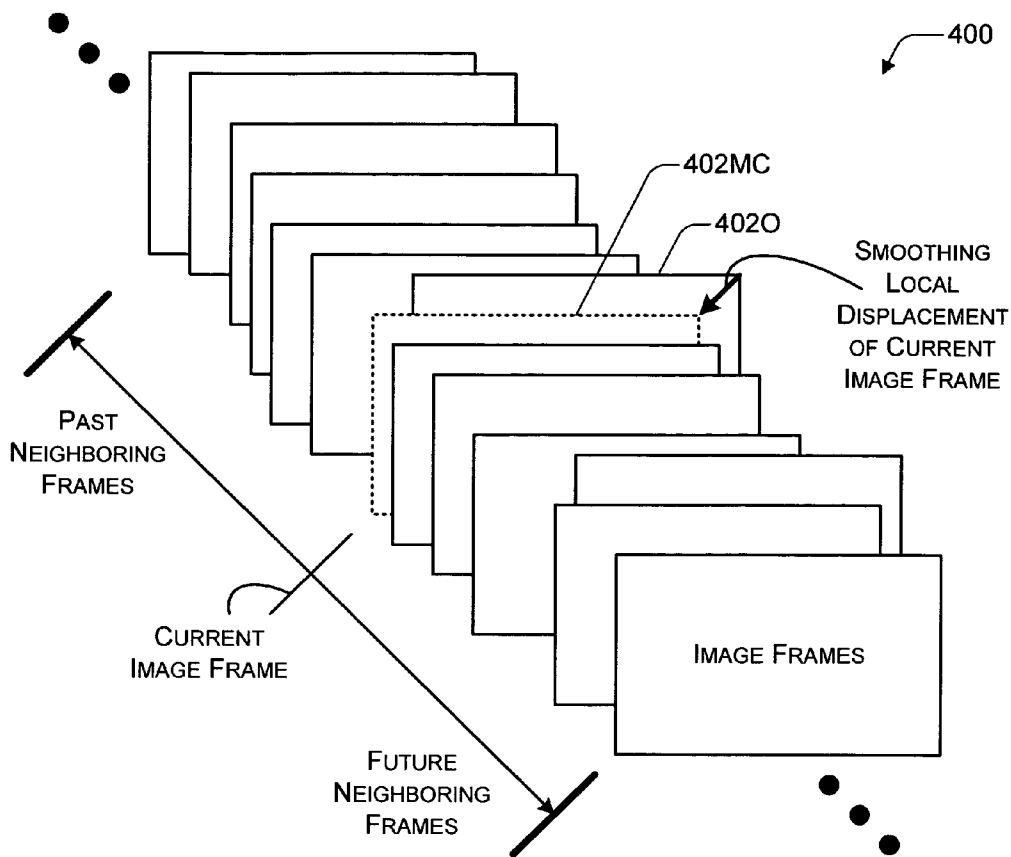 400
402MC
402O
SMOOTHING
LOCAL
DISPLACEMENT
OF CURRENT
IMAGE FRAME
PAST
NEIGHBORING
FRAMES
CURRENT
IMAGE FRAME
IMAGE FRAMES
FUTURE
NEIGHBORING
FRAMES